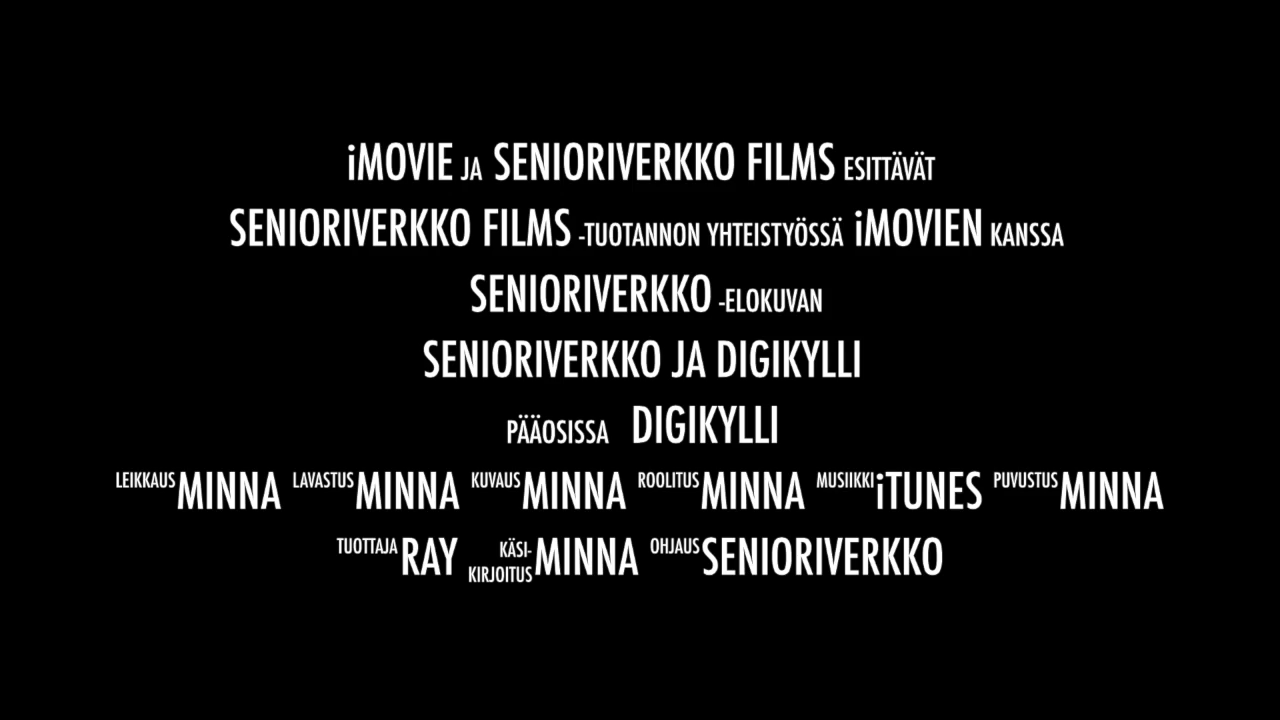 iMOVIE JA SENIORIVERKKO FILMS ESITTÄVÄT
SENIORIVERKKO FILMS -TUOTANNON YHTEISTYÖSSÄ iMOVIEN KANSSA
SENIORIVERKKO -ELOKUVAN
SENIORIVERKKO JA DIGIKYLLI
PÄÄOSISSA DIGIKYLLI
LEIKKAUS MINNA LAVASTUS MINNA KUVAUS MINNA ROOLITUS MINNA MUSIIKKI iTUNES PUVUSTUS MINNA
TUOTTAJA RAY KÄSI-KIRJOITUS MINNA OHJAUS SENIORIVERKKO